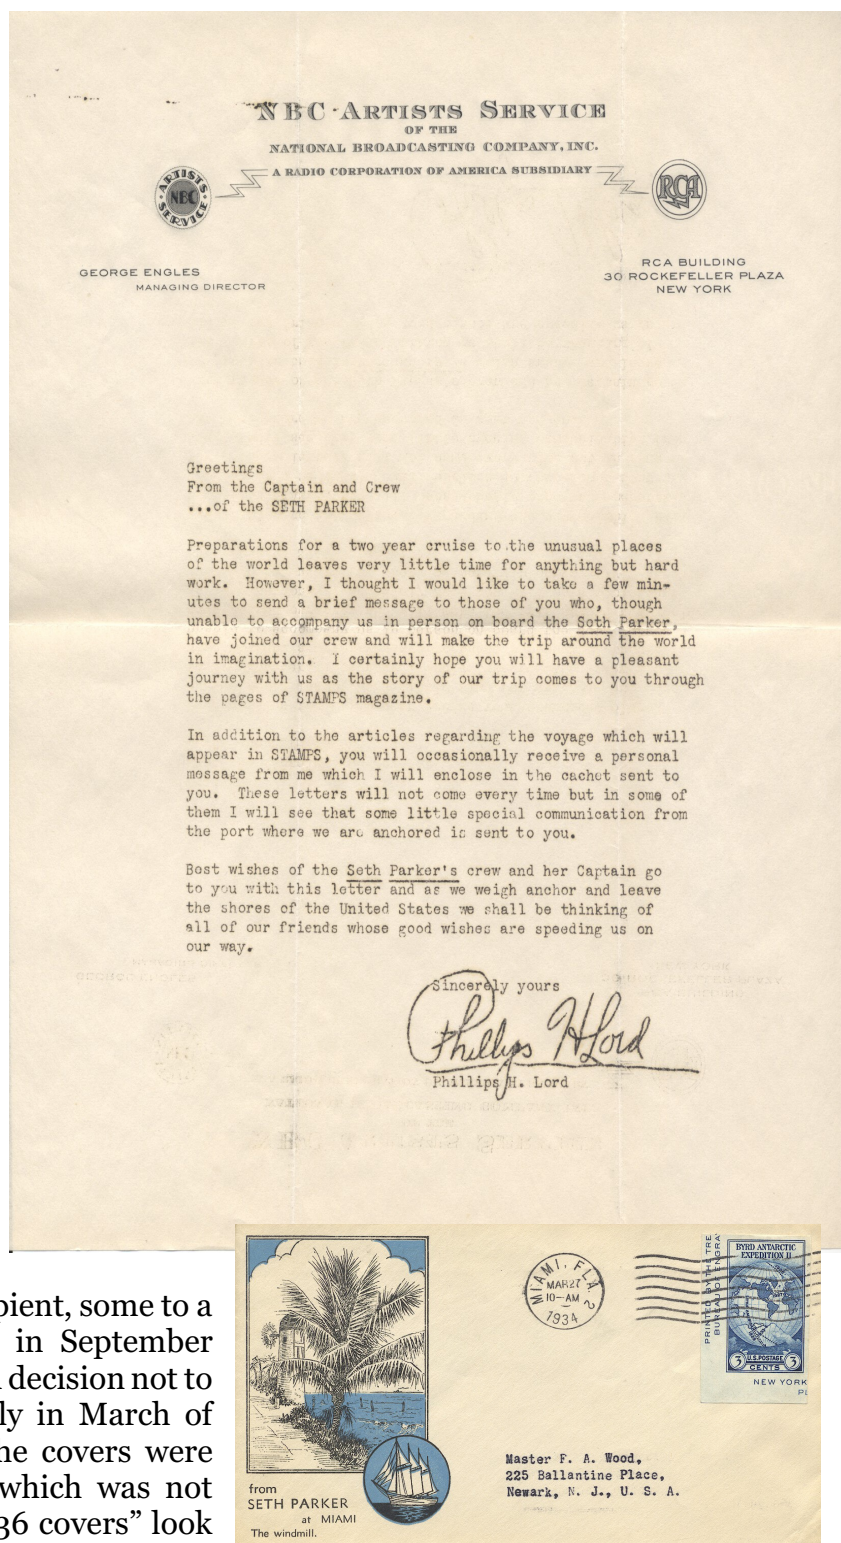 NBC ARTISTS SERVICE
OF THE
NATIONAL BROADCASTING COMPANY, INC.
A RADIO CORPORATION OF AMERICA SUBSIDIARY
ARTISTS SERVICE
NBC
RCA
GEORGE ENGLES
MANAGING DIRECTOR
RCA BUILDING
30 ROCKEFELLER PLAZA
NEW YORK
Greetings
From the Captain and Crew
...of the SETH PARKER
Preparations for a two year cruise to the unusual places
of the world leaves very little time for anything but hard
work. However, I thought I would like to take a few min-
utes to send a brief message to those of you who, though
unable to accompany us in person on board the Seth Parker,
have joined our crew and will make the trip around the world
in imagination. I certainly hope you will have a pleasant
journey with us as the story of our trip comes to you through
the pages of STAMPS magazine.
In addition to the articles regarding the voyage which will
appear in STAMPS, you will occasionally receive a personal
message from me which I will enclose in the cachet sent to
you. These letters will not come every time but in some of
them I will see that some little special communication from
the port where we are anchored is sent to you.
Best wishes of the Seth Parker's crew and her Captain go
to you with this letter and as we weigh anchor and leave
the shores of the United States we shall be thinking of
all of our friends whose good wishes are speeding us on
our way.
Sincerely yours
Phillips H Lord
Phillips H. Lord
pient, some to a
in September
decision not to
ly in March of
ne covers were
which was not
36 covers” look
MIAMI, FLA. 2
MAR 27
10-AM
1934
PRINTED BY THE TRE
BUREAU OF ENGRA
BYRD ANTARCTIC
EXPEDITION II
3 U.S. POSTAGE 3
CENTS
NEW YORK
PL
Master F. A. Wood,
225 Ballantine Place,
Newark, N. J., U. S. A.
from
SETH PARKER
at MIAMI
The windmill.